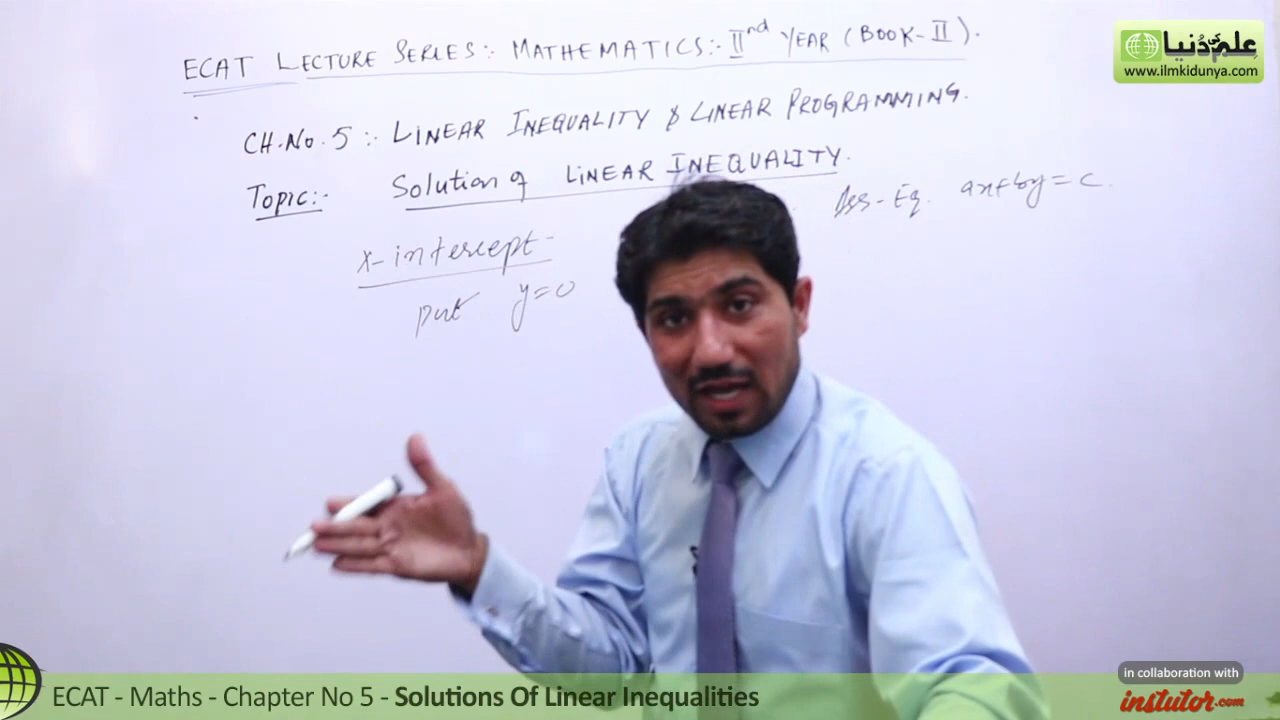 ECAT LECTURE SERIES:. MATHEMATICS:. IInd YEAR (BOOK-II).
CH.No.5:. LINEAR INEQUALITY & LINEAR PROGRAMMING.
TOPIC:- Solution of LINEAR INEQUALITY.
Ass-Eq. ax+by=c.
x-intercept-
put y=0
علم کی دنیا
www.ilmkidunya.com
ECAT - Maths - Chapter No 5 - Solutions Of Linear Inequalities
in collaboration with
instutor.com